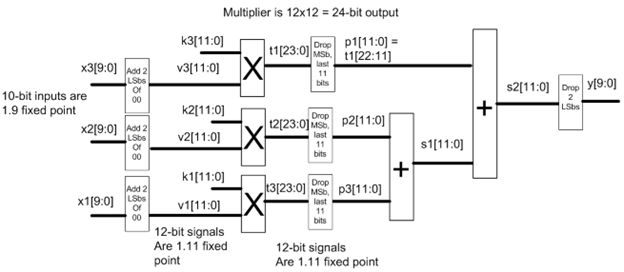 Multiplier is 12x12 = 24-bit output
k3[11:0]
t1[23:0]
Drop
MSb,
last
11
bits
p1[11:0] =
t1[22:11]
x3[9:0]
Add 2
LSbs
Of
00
v3[11:0]
X
10-bit inputs are
1.9 fixed point
k2[11:0]
t2[23:0]
Drop
MSb,
last
11
bits
p2[11:0]
x2[9:0]
Add 2
LSbs
Of
00
v2[11:0]
X
s2[11:0]
Drop
2
LSbs
y[9:0]
+
s1[11:0]
+
k1[11:0]
t3[23:0]
Drop
MSb,
last
11
bits
p3[11:0]
x1[9:0]
Add 2
LSbs
Of
00
v1[11:0]
X
12-bit signals
Are 1.11 fixed
point
12-bit signals
Are 1.11 fixed point